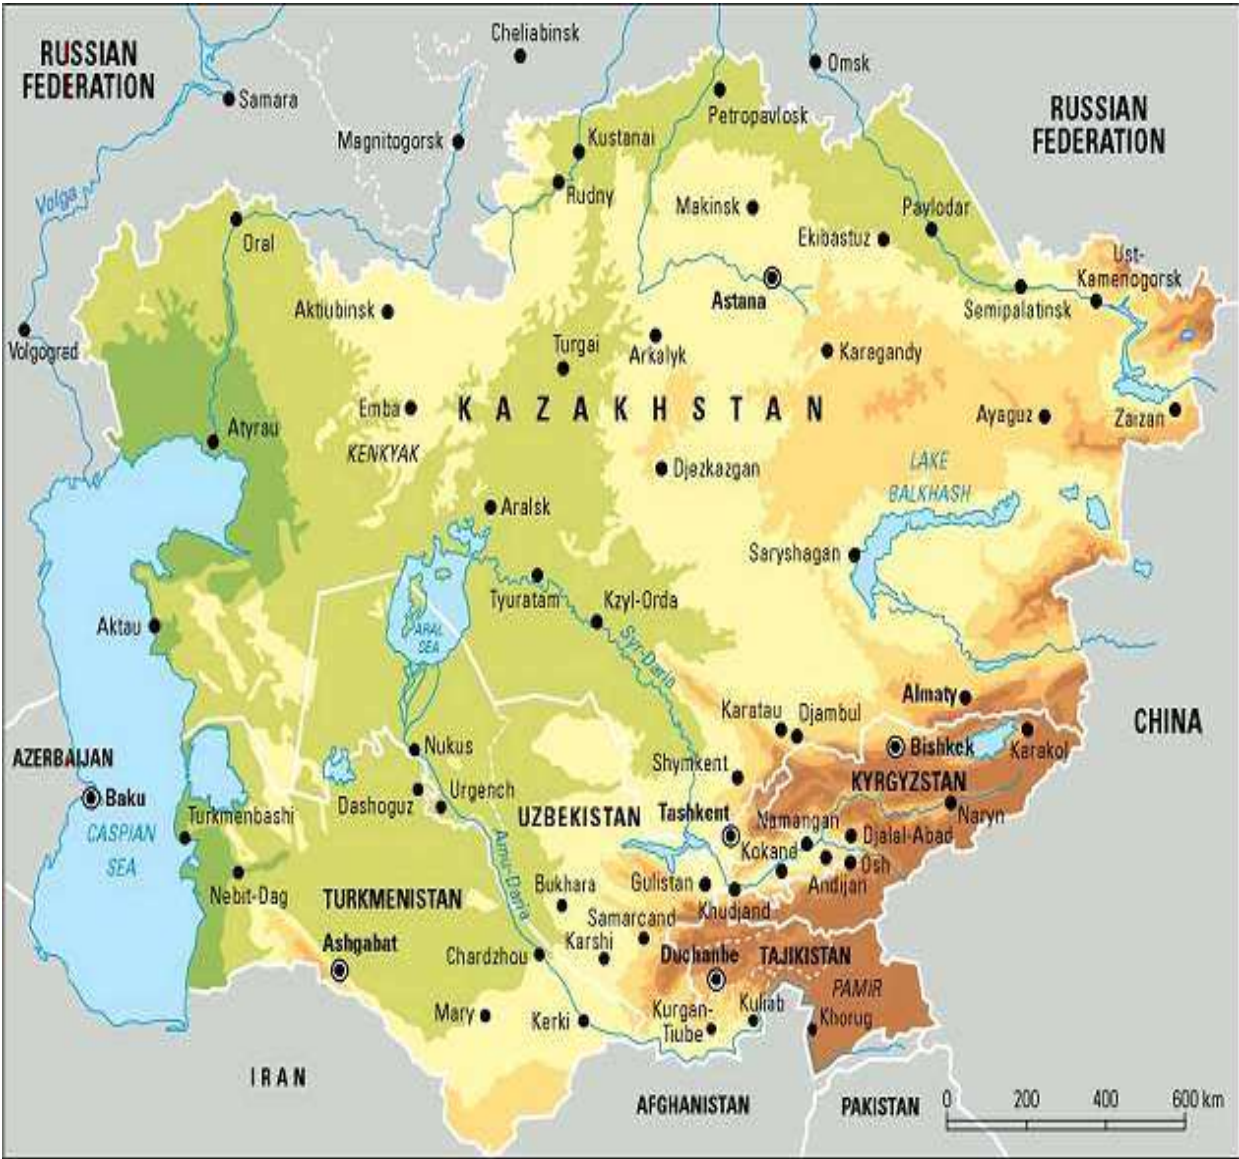 Cheliabinsk
RUSSIAN
FEDERATION
Omsk
Samara
Petropavlosk
RUSSIAN
FEDERATION
Magnitogorsk
Kustanai
Volga
Rudny
Makinsk
Pavlodar
Oral
Ekibastuz
Ust-
Kamenogorsk
Astana
Semipalatinsk
Aktiubinsk
Volgograd
Turgai
Arkalyk
Karagandy
Emba
KAZAKHSTAN
Ayaguz
Zaizan
Atyrau
KENKYAK
Djezkazgan
LAKE
BALKHASH
Aralsk
Saryshagan
Tyuratam
Kzyl-Orda
Aktau
ARAL
SEA
Syr-Daria
Almaty
Karatau
Djambul
CHINA
Nukus
Bishkek
Karakol
AZERBAIJAN
Shymkent
KYRGYZSTAN
Baku
Dashoguz
Urgench
UZBEKISTAN
Tashkent
Namangan
Naryn
Turkmenbashi
CASPIAN
SEA
Amu-Daria
Kokand
Djalal-Abad
Osh
Andijan
Nebit-Dag
TURKMENISTAN
Bukhara
Gulistan
Khudjand
Samarcand
Ashgabat
Chardzhou
Karshi
Duchanbe
TAJIKISTAN
PAMIR
Mary
Kerki
Kurgan-
Tiube
Kuliab
Khorug
IRAN
AFGHANISTAN
PAKISTAN
0 200 400 600 km